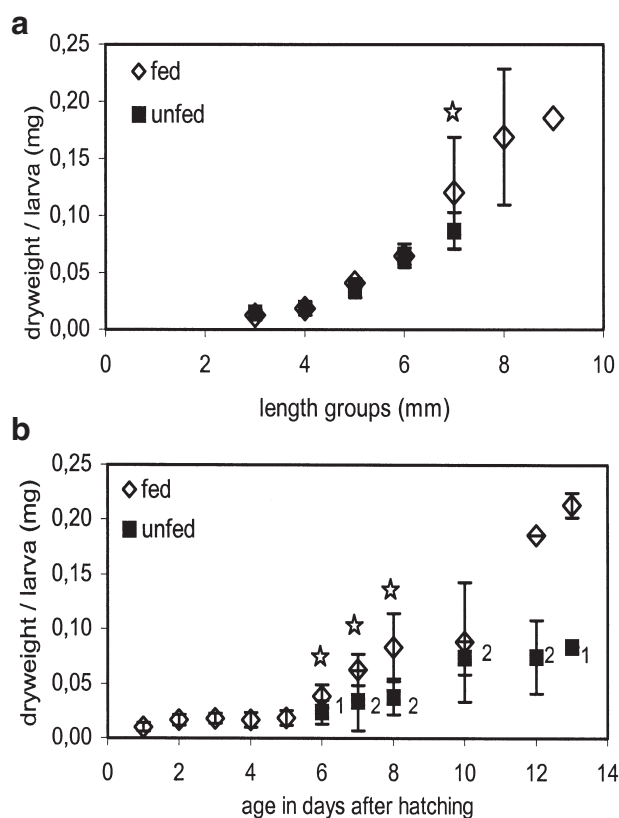 a
0,25
0,20
0,15
0,10
0,05
0,00
dryweight / larva (mg)
fed
unfed
0 2 4 6 8 10
length groups (mm)
b
0,25
0,20
0,15
0,10
0,05
0,00
dryweight / larva (mg)
fed
unfed
1 2 2 2 2 1
0 2 4 6 8 10 12 14
age in days after hatching